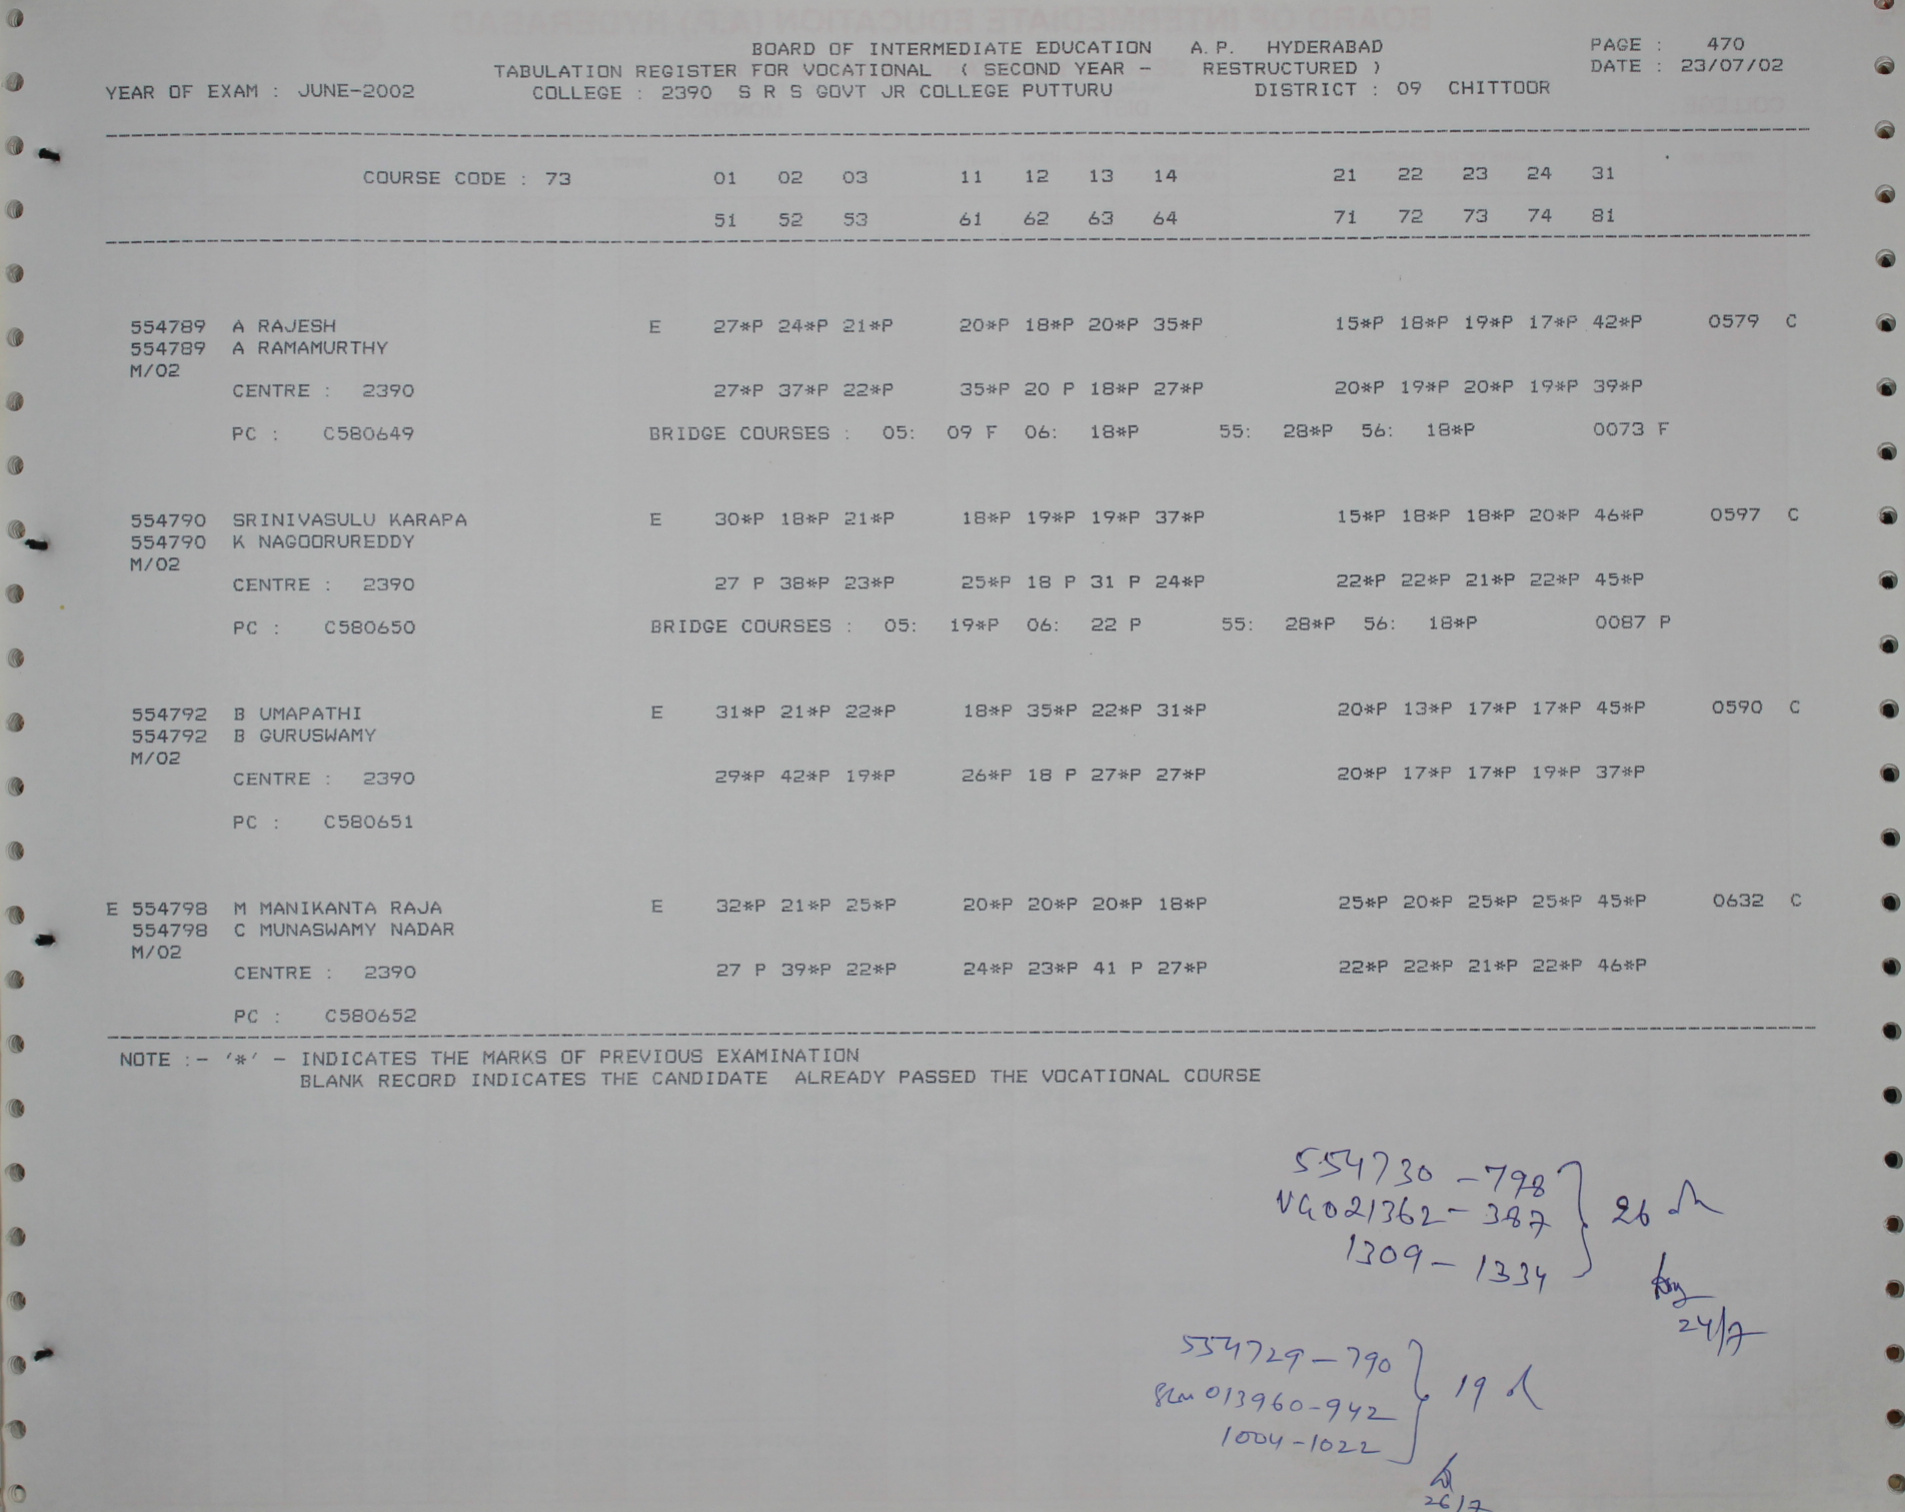 BOARD OF INTERMEDIATE EDUCATION A.P. HYDERABAD PAGE : 470
TABULATION REGISTER FOR VOCATIONAL ( SECOND YEAR - RESTRUCTURED ) DATE : 23/07/02
YEAR OF EXAM : JUNE-2002 COLLEGE : 2390 S R S GOVT JR COLLEGE PUTTURU DISTRICT : 09 CHITTOOR
COURSE CODE : 73 01 02 03 11 12 13 14 21 22 23 24 31
51 52 53 61 62 63 64 71 72 73 74 81
554789 A RAJESH E 27*P 24*P 21*P 20*P 18*P 20*P 35*P 15*P 18*P 19*P 17*P 42*P 0579 C
554789 A RAMAMURTHY
M/02
CENTRE : 2390 27*P 37*P 22*P 35*P 20 P 18*P 27*P 20*P 19*P 20*P 19*P 39*P
PC : C580649 BRIDGE COURSES : 05: 09 F 06: 18*P 55: 28*P 56: 18*P 0073 F
554790 SRINIVASULU KARAPA E 30*P 18*P 21*P 18*P 19*P 19*P 37*P 15*P 18*P 18*P 20*P 46*P 0597 C
554790 K NAGOORUREDDY
M/02
CENTRE : 2390 27 P 38*P 23*P 25*P 18 P 31 P 24*P 22*P 22*P 21*P 22*P 45*P
PC : C580650 BRIDGE COURSES : 05: 19*P 06: 22 P 55: 28*P 56: 18*P 0087 P
554792 B UMAPATHI E 31*P 21*P 22*P 18*P 35*P 22*P 31*P 20*P 13*P 17*P 17*P 45*P 0590 C
554792 B GURUSWAMY
M/02
CENTRE : 2390 29*P 42*P 19*P 26*P 18 P 27*P 27*P 20*P 17*P 17*P 19*P 37*P
PC : C580651
E 554798 M MANIKANTA RAJA E 32*P 21*P 25*P 20*P 20*P 20*P 18*P 25*P 20*P 25*P 25*P 45*P 0632 C
554798 C MUNASWAMY NADAR
M/02
CENTRE : 2390 27 P 39*P 22*P 24*P 23*P 41 P 27*P 22*P 22*P 21*P 22*P 46*P
PC : C580652
NOTE :- '*' - INDICATES THE MARKS OF PREVIOUS EXAMINATION
BLANK RECORD INDICATES THE CANDIDATE ALREADY PASSED THE VOCATIONAL COURSE
554730 - 798
021362 - 387 26
1309 - 1334
24/7
554729 - 790
013960-942 19
1004-1022
26/7